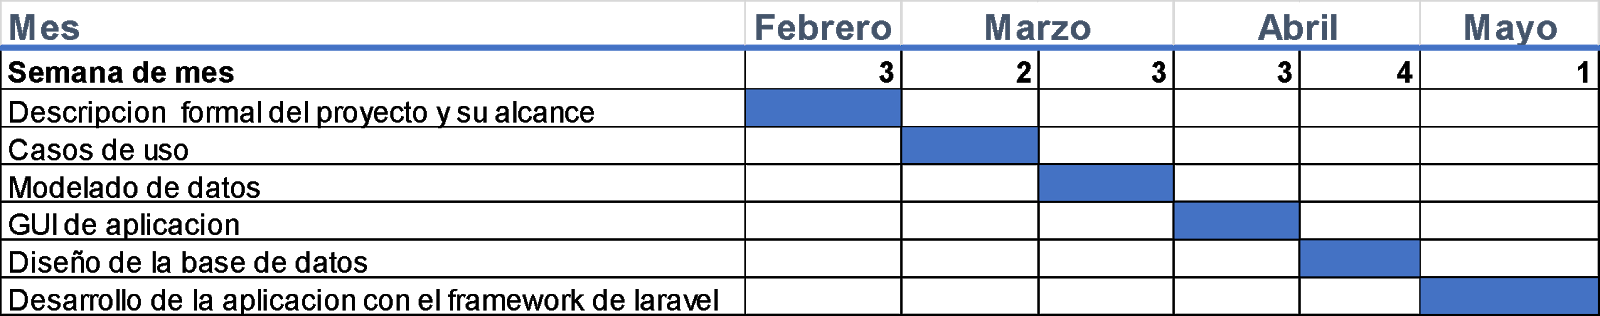 Mes Febrero Marzo Abril Mayo
Semana de mes 3 2 3 3 4 1
Descripcion  formal del proyecto y su alcance
Casos de uso
Modelado de datos
GUI de aplicacion
Diseño de la base de datos
Desarrollo de la aplicacion con el framework de laravel